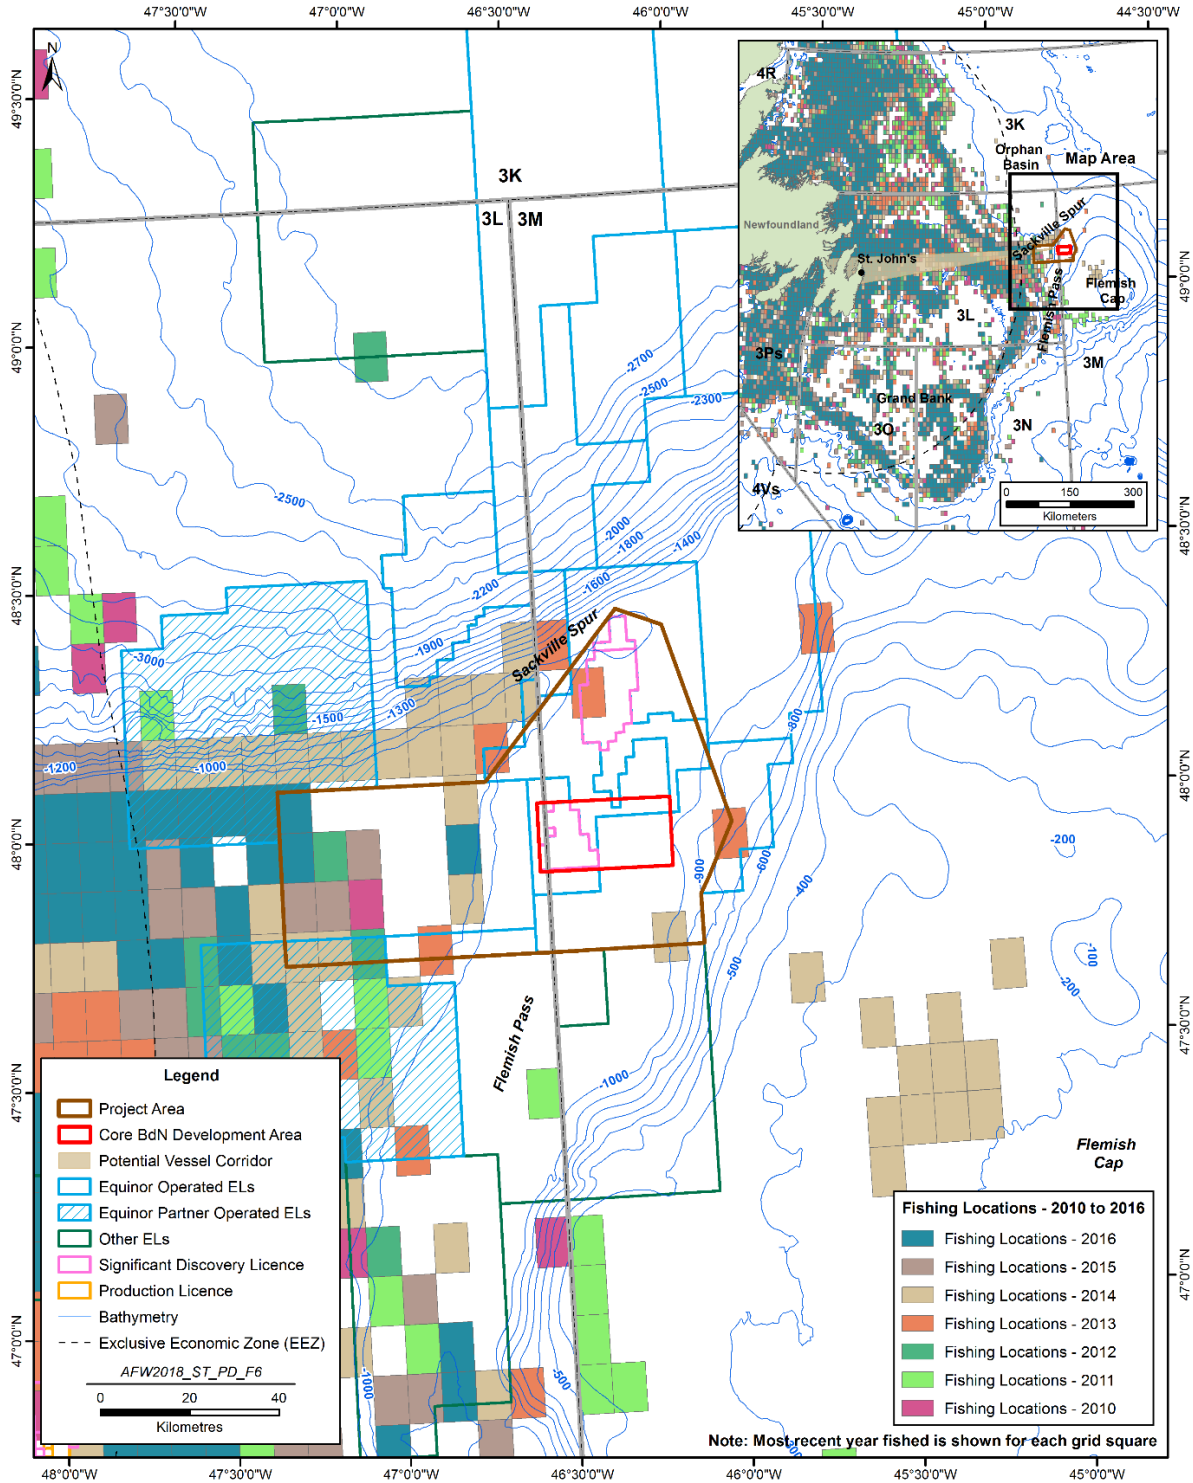 47°30'0"W
47°0'0"W
46°30'0"W
46°0'0"W
45°30'0"W
45°0'0"W
44°30'0"W
N
49°30'0"N
49°0'0"N
48°30'0"N
48°0'0"N
47°30'0"N
47°0'0"N
49°0'0"N
48°30'0"N
48°0'0"N
47°30'0"N
47°0'0"N
3K
3L
3M
4R
3K
Orphan
Basin
Map Area
Newfoundland
Sackville Spur
St. John's
Flemish
Cap
Flemish Pass
3L
3M
3Ps
Grand Bank
3O
3N
4Vs
0 150 300
Kilometers
-2700
-2500
-2300
-2500
-2000
-1800
-1400
-1600
-2200
-1900
-3000
-1500
-1300
-1200
-1000
Sackville Spur
-800
-900
-600
-400
-200
-500
-100
-200
Flemish Pass
-1000
Flemish
Cap
-1000
-500
Legend
Project Area
Core BdN Development Area
Potential Vessel Corridor
Equinor Operated ELs
Equinor Partner Operated ELs
Other ELs
Significant Discovery Licence
Production Licence
Bathymetry
Exclusive Economic Zone (EEZ)
AFW2018_ST_PD_F6
0 20 40
Kilometres
Fishing Locations - 2010 to 2016
Fishing Locations - 2016
Fishing Locations - 2015
Fishing Locations - 2014
Fishing Locations - 2013
Fishing Locations - 2012
Fishing Locations - 2011
Fishing Locations - 2010
Note: Most recent year fished is shown for each grid square
48°0'0"W
47°30'0"W
47°0'0"W
46°30'0"W
46°0'0"W
45°30'0"W
45°0'0"W